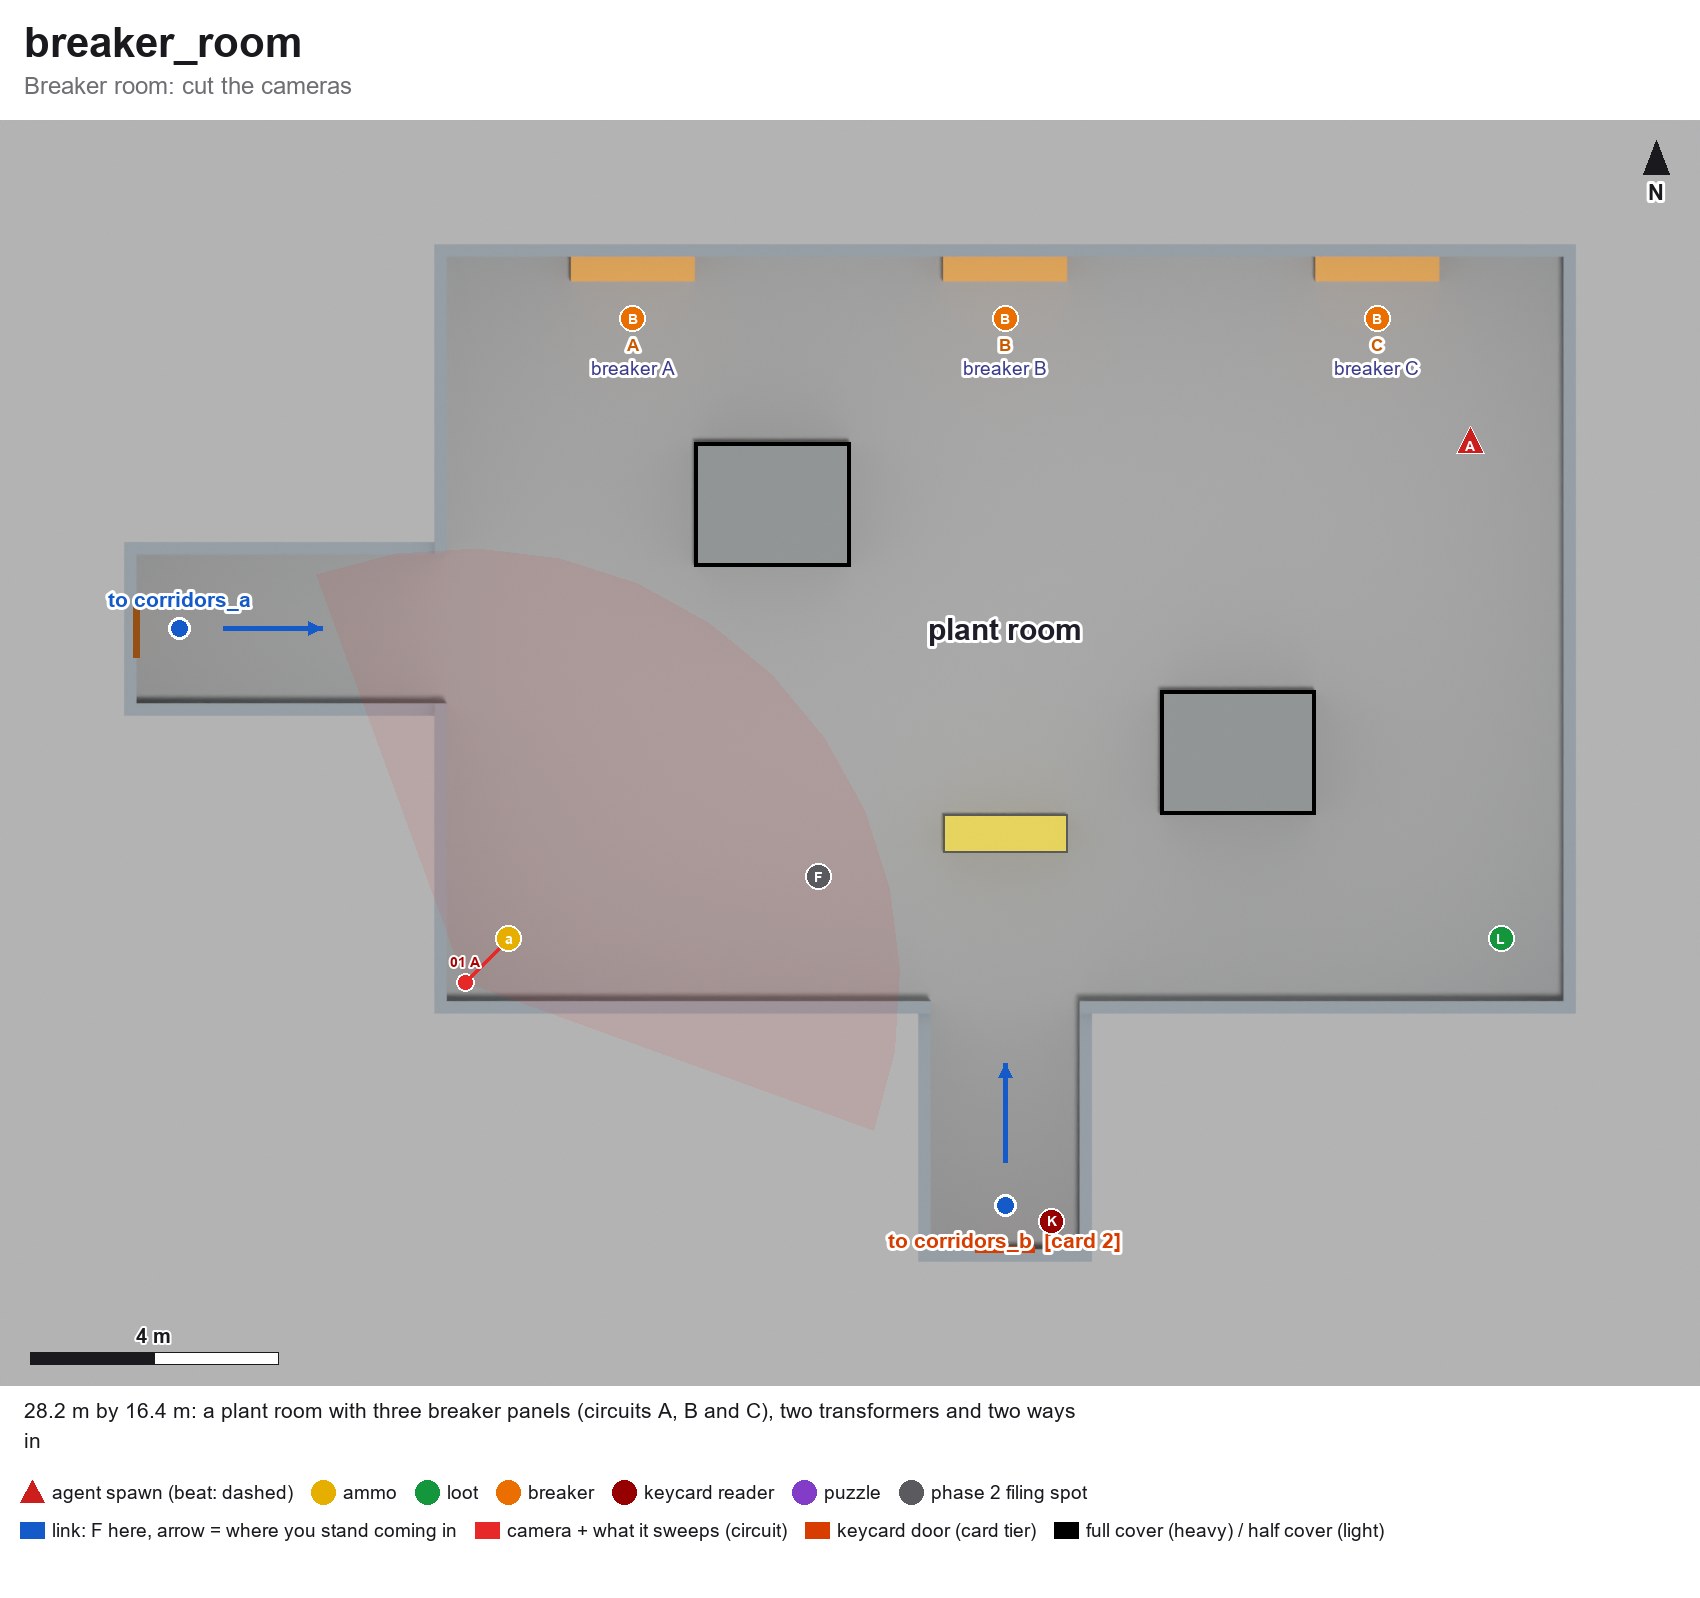 breaker_room
Breaker room: cut the cameras
N
B
B
B
A
B
C
breaker A
breaker B
breaker C
A
to corridors_a
plant room
F
a
L
01 A
K
to corridors_b [card 2]
4 m
28.2 m by 16.4 m: a plant room with three breaker panels (circuits A, B and C), two transformers and two ways
in
agent spawn (beat: dashed)
ammo
loot
breaker
keycard reader
puzzle
phase 2 filing spot
link: F here, arrow = where you stand coming in
camera + what it sweeps (circuit)
keycard door (card tier)
full cover (heavy) / half cover (light)